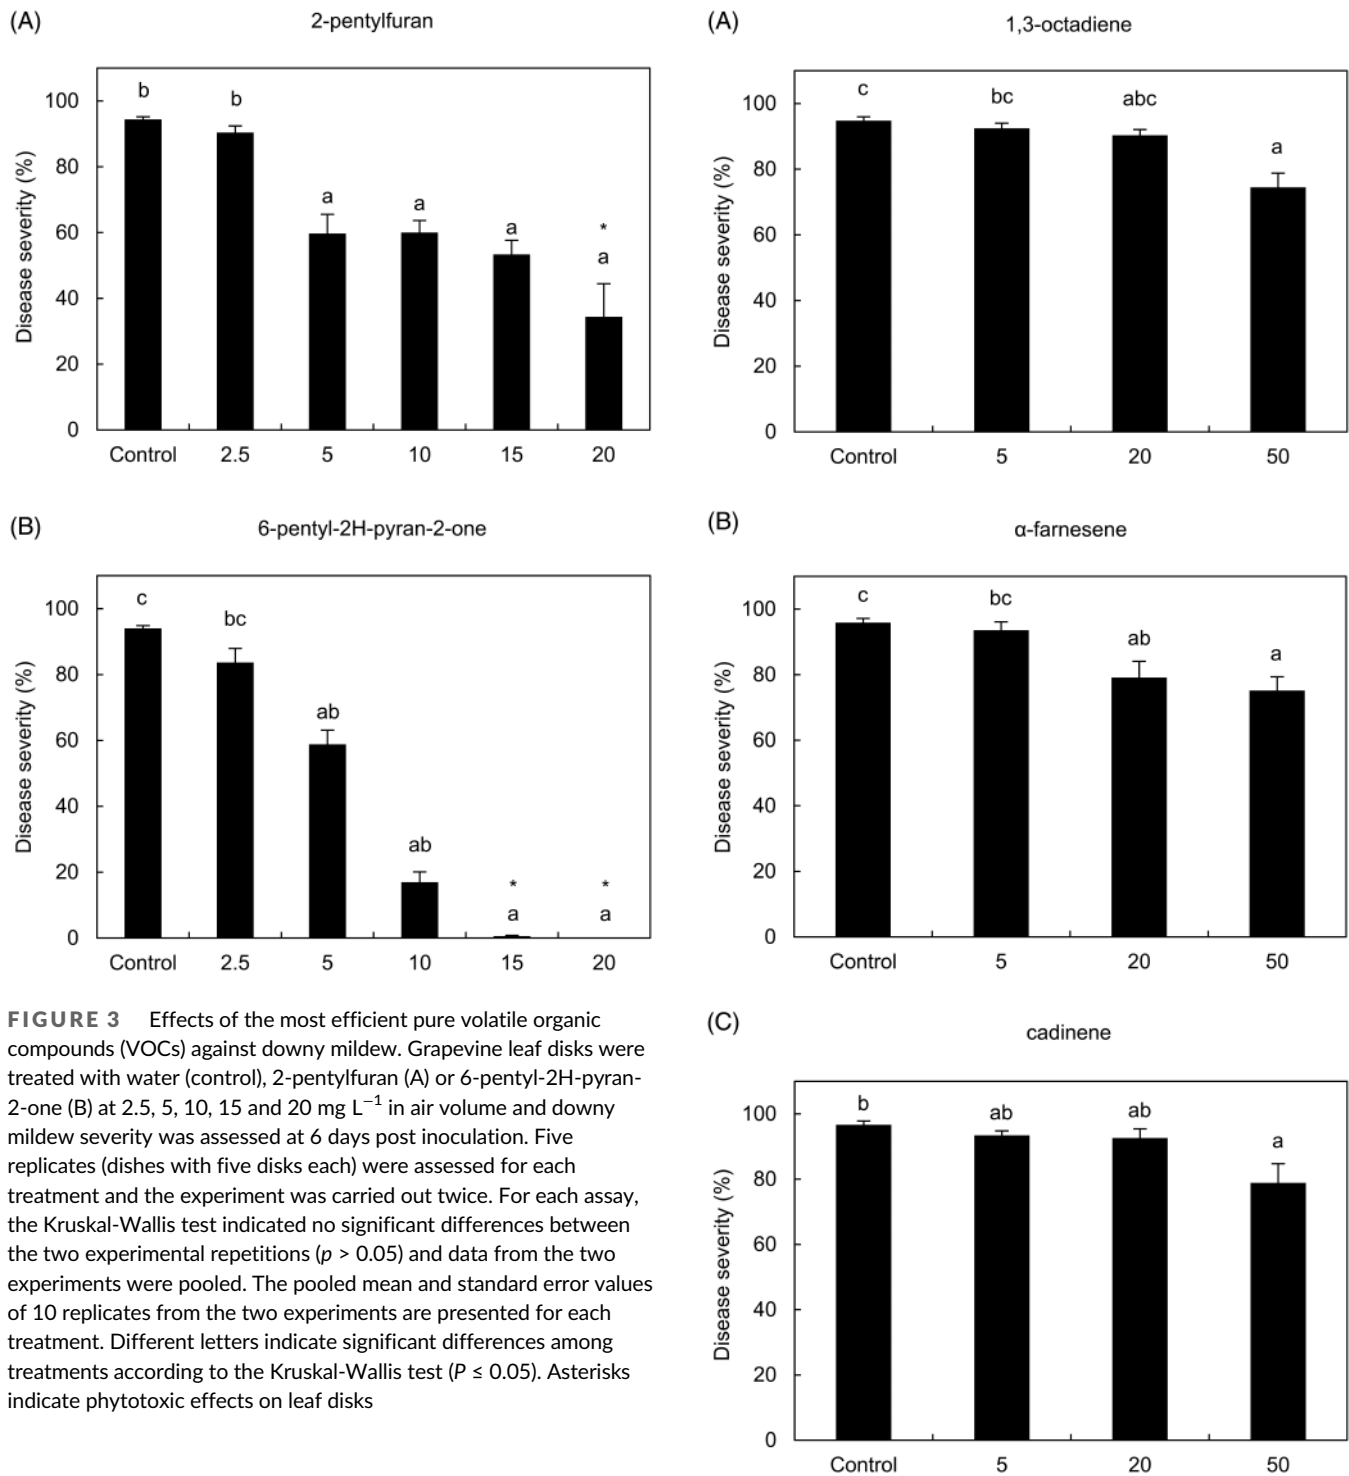 (A)
2-pentylfuran
b
b
a
a
a
*
a
100
80
60
40
20
0
Disease severity (%)
Control 2.5 5 10 15 20
(B)
6-pentyl-2H-pyran-2-one
c
bc
ab
ab
*
a
*
a
100
80
60
40
20
0
Disease severity (%)
Control 2.5 5 10 15 20
FIGURE 3 Effects of the most efficient pure volatile organic
compounds (VOCs) against downy mildew. Grapevine leaf disks were
treated with water (control), 2-pentylfuran (A) or 6-pentyl-2H-pyran-
2-one (B) at 2.5, 5, 10, 15 and 20 mg L⁻¹ in air volume and downy
mildew severity was assessed at 6 days post inoculation. Five
replicates (dishes with five disks each) were assessed for each
treatment and the experiment was carried out twice. For each assay,
the Kruskal-Wallis test indicated no significant differences between
the two experimental repetitions (p > 0.05) and data from the two
experiments were pooled. The pooled mean and standard error values
of 10 replicates from the two experiments are presented for each
treatment. Different letters indicate significant differences among
treatments according to the Kruskal-Wallis test (P ≤ 0.05). Asterisks
indicate phytotoxic effects on leaf disks
(A)
1,3-octadiene
c
bc
abc
a
100
80
60
40
20
0
Disease severity (%)
Control 5 20 50
(B)
α-farnesene
c
bc
ab
a
100
80
60
40
20
0
Disease severity (%)
Control 5 20 50
(C)
cadinene
b
ab
ab
a
100
80
60
40
20
0
Disease severity (%)
Control 5 20 50